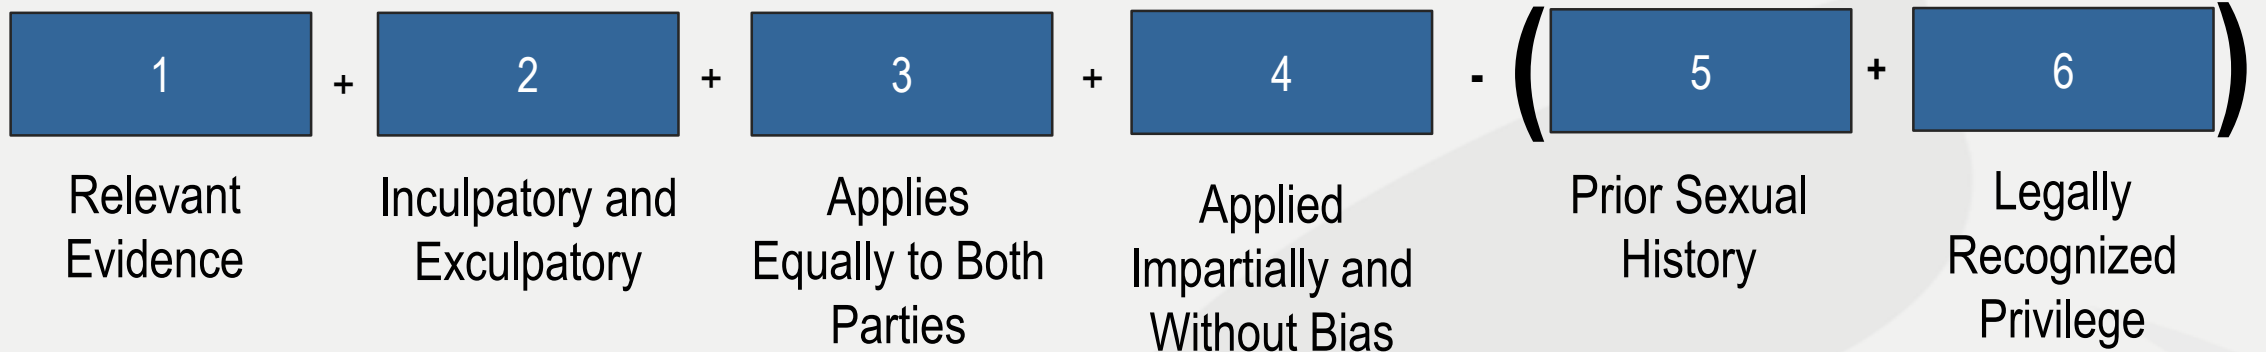 1 + 2 + 3 + 4 - ( 5 + 6 )
Relevant
Evidence
Inculpatory and
Exculpatory
Applies
Equally to Both
Parties
Applied
Impartially and
Without Bias
Prior Sexual
History
Legally
Recognized
Privilege